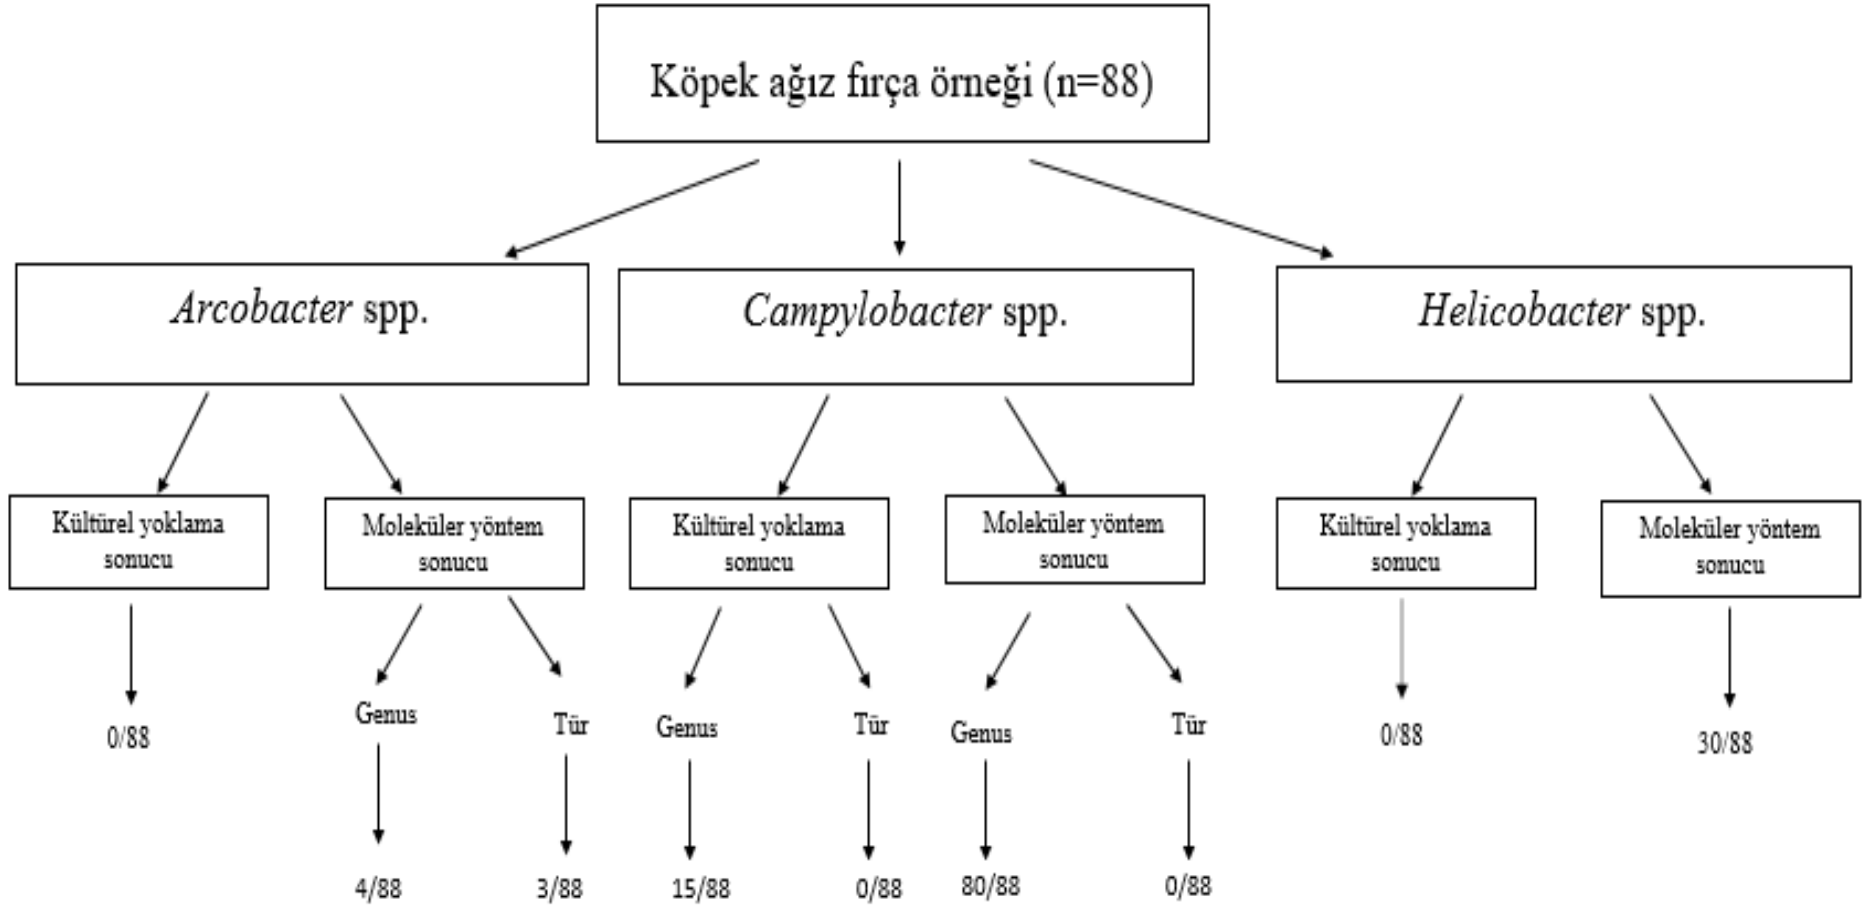 Köpek ağız fırça örneği (n=88)
Arcobacter spp.
Campylobacter spp.
Helicobacter spp.
Kültürel yoklama
sonucu
Moleküler yöntem
sonucu
Kültürel yoklama
sonucu
Moleküler yöntem
sonucu
Kültürel yoklama
sonucu
Moleküler yöntem
sonucu
0/88
Genus
Tür
Genus
Tür
Genus
Tür
0/88
30/88
4/88
3/88
15/88
0/88
80/88
0/88